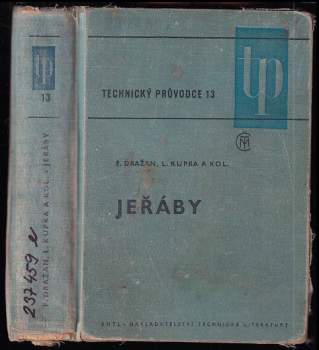 tp
13
F. DRAŽAN, L. KUPKA A KOL. - JEŘÁBY
237459 e
TECHNICKÝ PRŮVODCE 13
tp
F. DRAŽAN, L. KUPKA A KOL.
JEŘÁBY
SNTL - NAKLADATELSTVÍ TECHNICKÉ LITERATURY